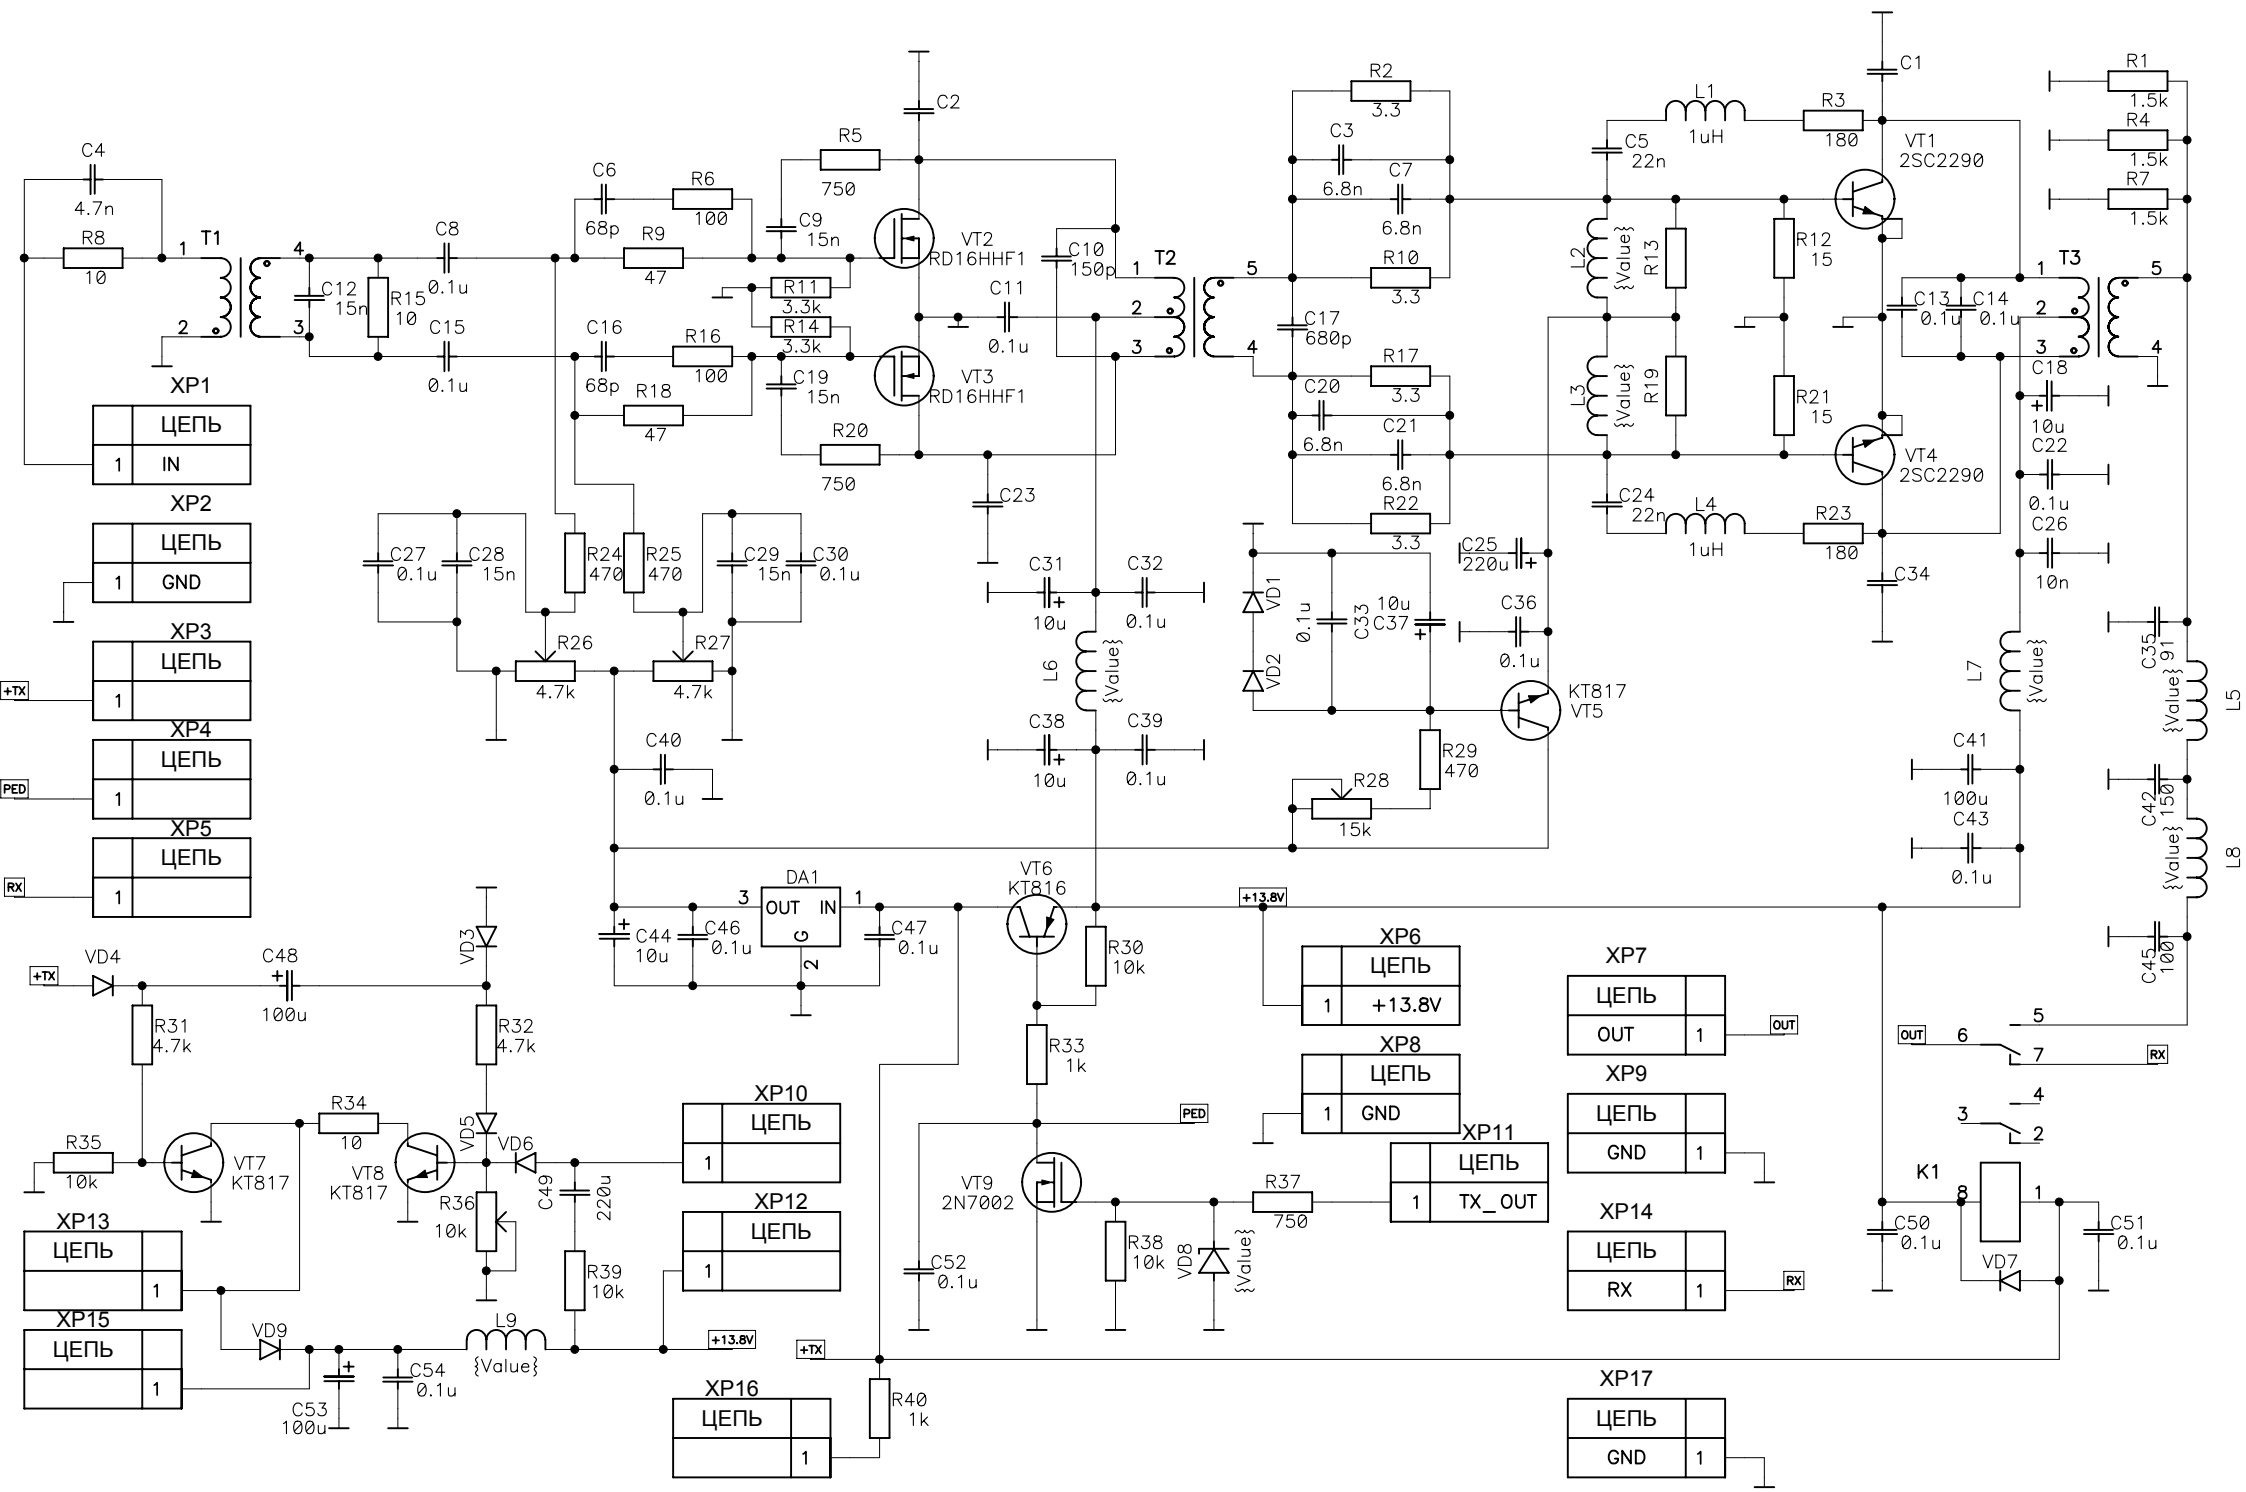 C4
4.7n
R8
10
T1
1
2
4
3
C12
15n
R15
10
C8
0.1u
C15
0.1u
C6
68p
R6
100
R9
47
C16
68p
R16
100
R18
47
C9
15n
R5
750
C2
R11
3.3k
R14
3.3k
C19
15n
R20
750
VT2
RD16HHF1
VT3
RD16HHF1
C11
0.1u
C10
150p
T2
1
2
3
5
4
C23
R2
3.3
C3
6.8n
C7
6.8n
R10
3.3
C17
680p
R17
3.3
C20
6.8n
C21
6.8n
R22
3.3
C5
22n
L1
1uH
R3
180
C1
VT1
2SC2290
L2
{Value}
R13
R12
15
L3
{Value}
R19
R21
15
VT4
2SC2290
C24
22n
L4
1uH
R23
180
C34
R1
1.5k
R4
1.5k
R7
1.5k
C13
0.1u
C14
0.1u
T3
1
2
3
5
4
C18
10u
C22
0.1u
C26
10n
XP1
ЦЕПЬ
1
IN
XP2
ЦЕПЬ
1
GND
XP3
ЦЕПЬ
+TX
1
XP4
ЦЕПЬ
PED
1
XP5
ЦЕПЬ
RX
1
C27
0.1u
C28
15n
R24
470
R25
470
C29
15n
C30
0.1u
R26
4.7k
R27
4.7k
C40
0.1u
C31
10u
C32
0.1u
L6
{Value}
C38
10u
C39
0.1u
VD1
VD2
0.1u
C33
10u
C37
C25
220u
C36
0.1u
KT817
VT5
R29
470
R28
15k
L7
{Value}
C41
100u
C43
0.1u
C35
91
{Value}
L5
C42
150
{Value}
L8
C45
100
DA1
3
OUT
IN
1
G
2
C44
10u
C46
0.1u
C47
0.1u
VT6
KT816
R30
10k
+13.8V
R33
1k
PED
XP6
ЦЕПЬ
1
+13.8V
XP8
ЦЕПЬ
1
GND
XP11
ЦЕПЬ
1
TX_OUT
XP7
ЦЕПЬ
OUT
1
OUT
XP9
ЦЕПЬ
GND
1
XP14
ЦЕПЬ
RX
1
RX
XP17
ЦЕПЬ
GND
1
OUT
6
5
7
RX
3
4
2
K1
8
1
C50
0.1u
C51
0.1u
VD7
+TX
VD4
C48
100u
VD3
R31
4.7k
R32
4.7k
R35
10k
VT7
KT817
R34
10
VT8
KT817
VD5
VD6
R36
10k
C49
220u
R39
10k
XP10
ЦЕПЬ
1
XP12
ЦЕПЬ
1
XP13
ЦЕПЬ
1
XP15
ЦЕПЬ
1
VD9
C53
100u
C54
0.1u
L9
{Value}
+13.8V
+TX
VT9
2N7002
C52
0.1u
R37
750
R38
10k
VD8
{Value}
XP16
ЦЕПЬ
1
R40
1k